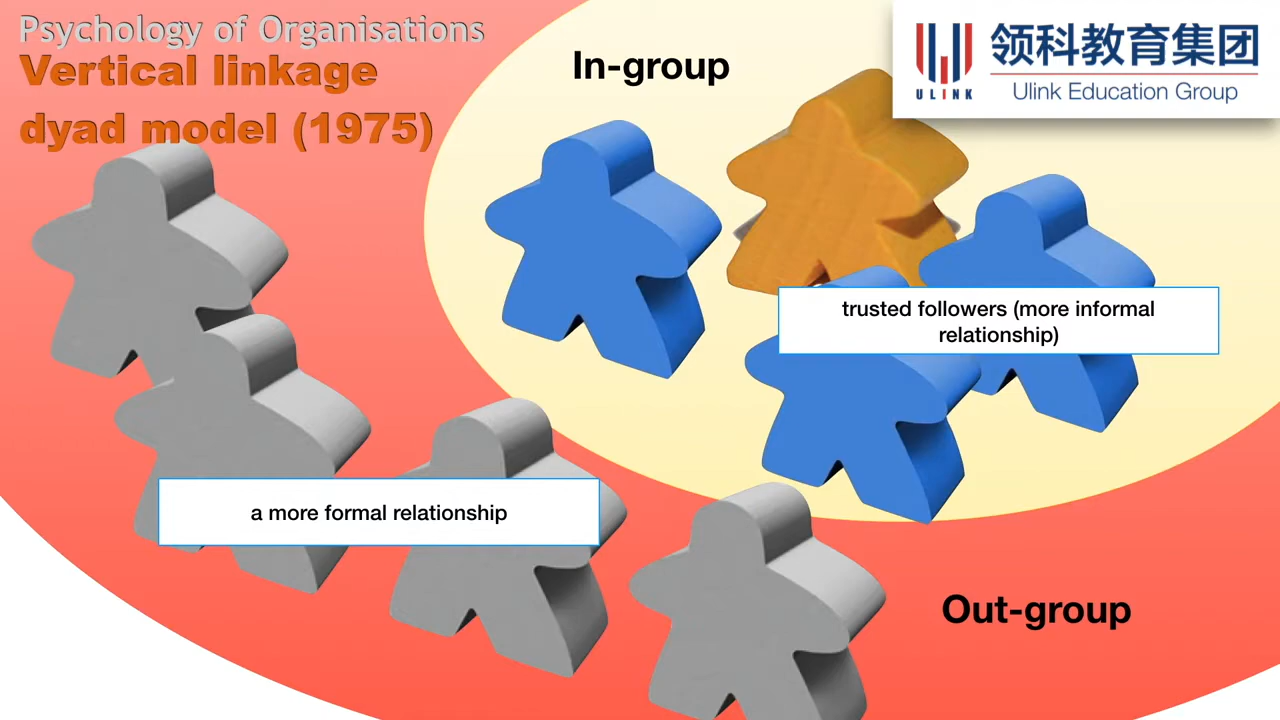 Psychology of Organisations
Vertical linkage
dyad model (1975)
In-group
ULINK
领科教育集团
Ulink Education Group
trusted followers (more informal
relationship)
a more formal relationship
Out-group